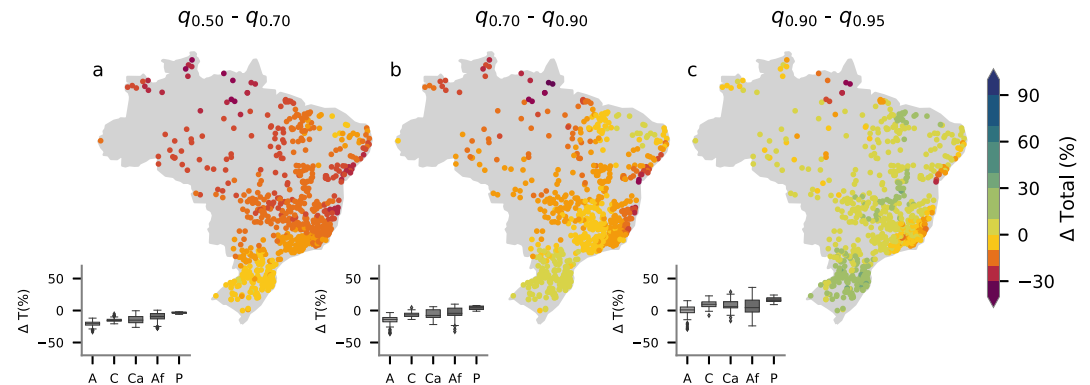 q0.50 - q0.70
q0.70 - q0.90
q0.90 - q0.95
a
b
c
90
60
30
0
−30
Δ Total (%)
50
0
−50
Δ T(%)
A C Ca Af P
50
0
−50
Δ T(%)
A C Ca Af P
50
0
−50
Δ T(%)
A C Ca Af P